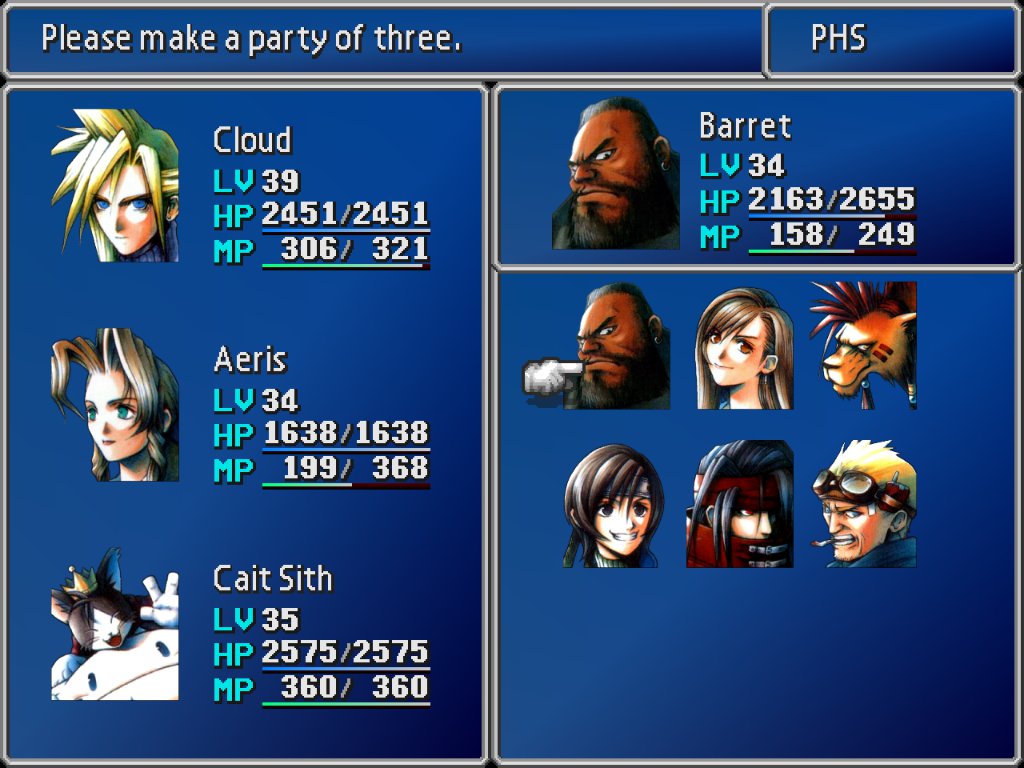 Please make a party of three.
PHS
Cloud
LV 39
HP 2451/2451
MP 306/ 321
Aeris
LV 34
HP 1638/1638
MP 199/ 368
Cait Sith
LV 35
HP 2575/2575
MP 360/ 360
Barret
LV 34
HP 2163/2655
MP 158/ 249